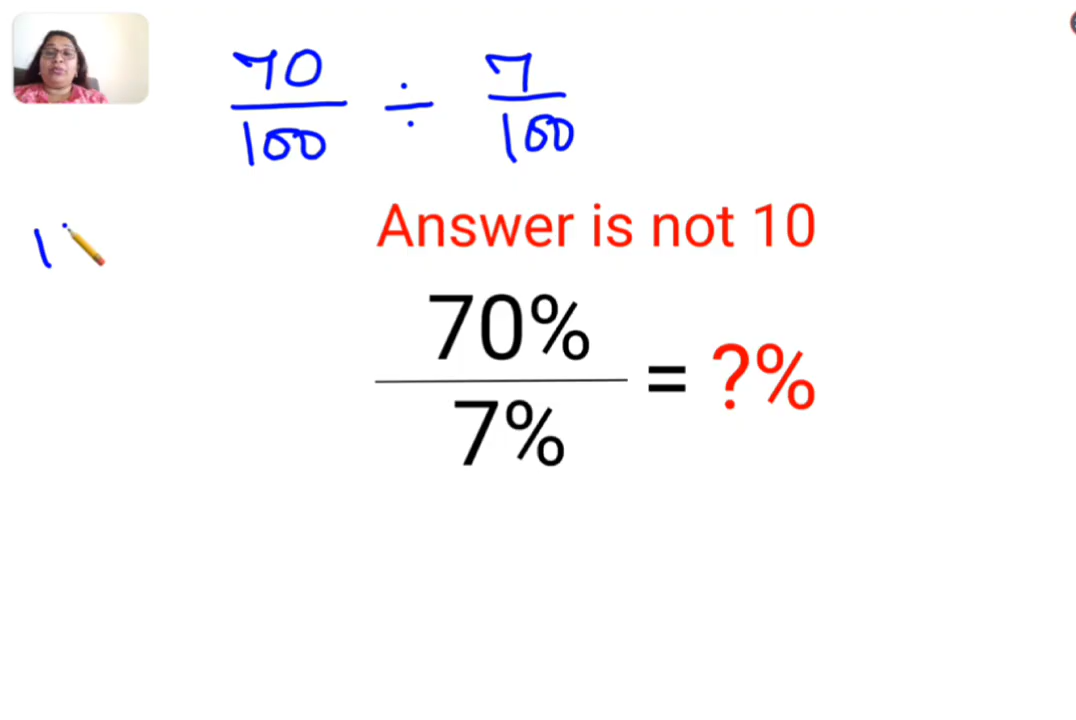 70/100 ÷ 7/100
Answer is not 10
70%
7%
= ?%